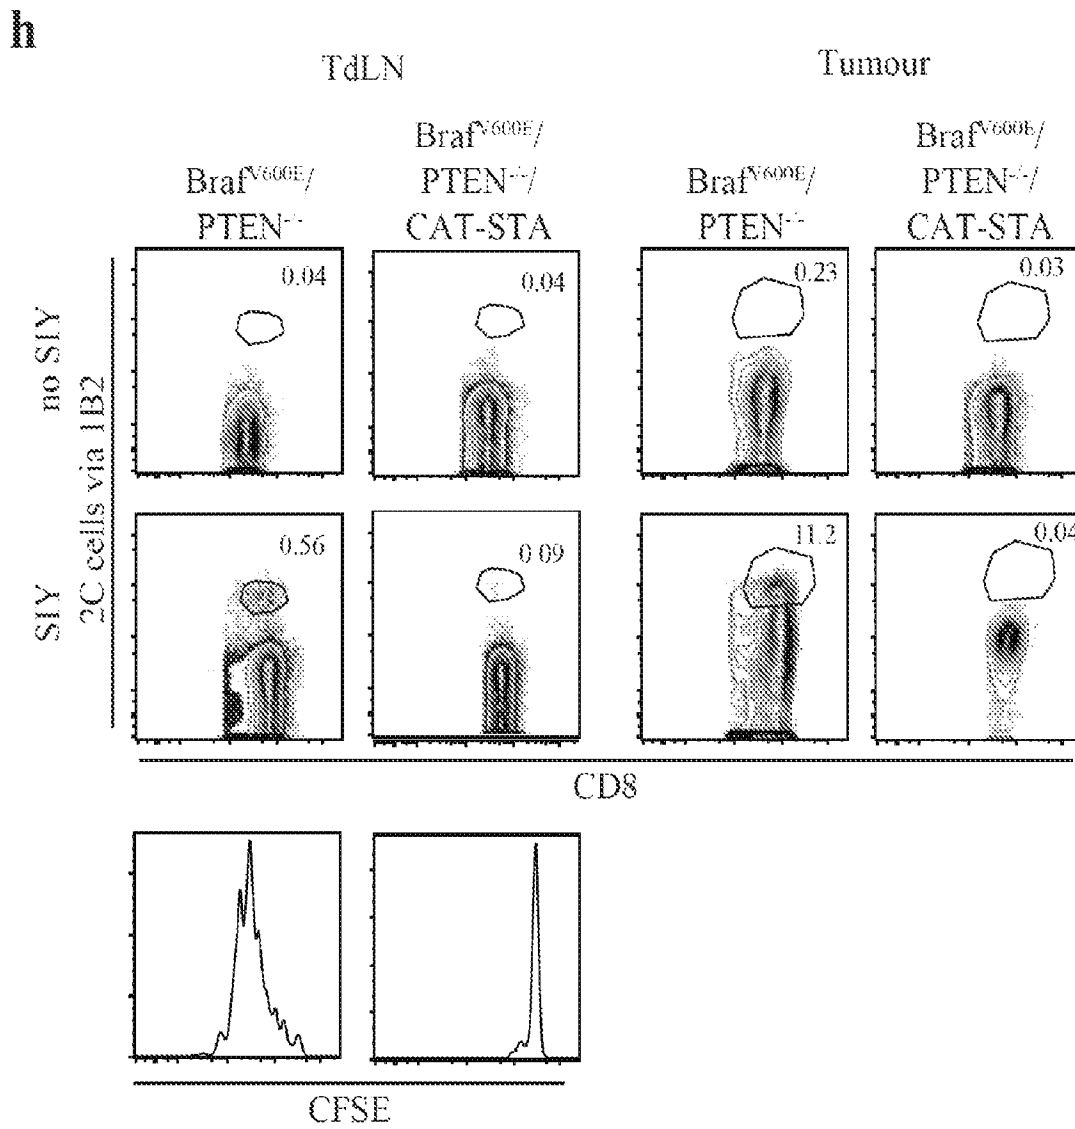 h
TdLN
Tumour
Braf^V600E/
PTEN^-/-
Braf^V600E/
PTEN^-/-/
CAT-STA
Braf^V600E/
PTEN^-/-
Braf^V600E/
PTEN^-/-/
CAT-STA
no SIY
0.04
0.04
0.23
0.03
2C cells via 1B2
SIY
0.56
0.09
11.2
0.04
CD8
CFSE